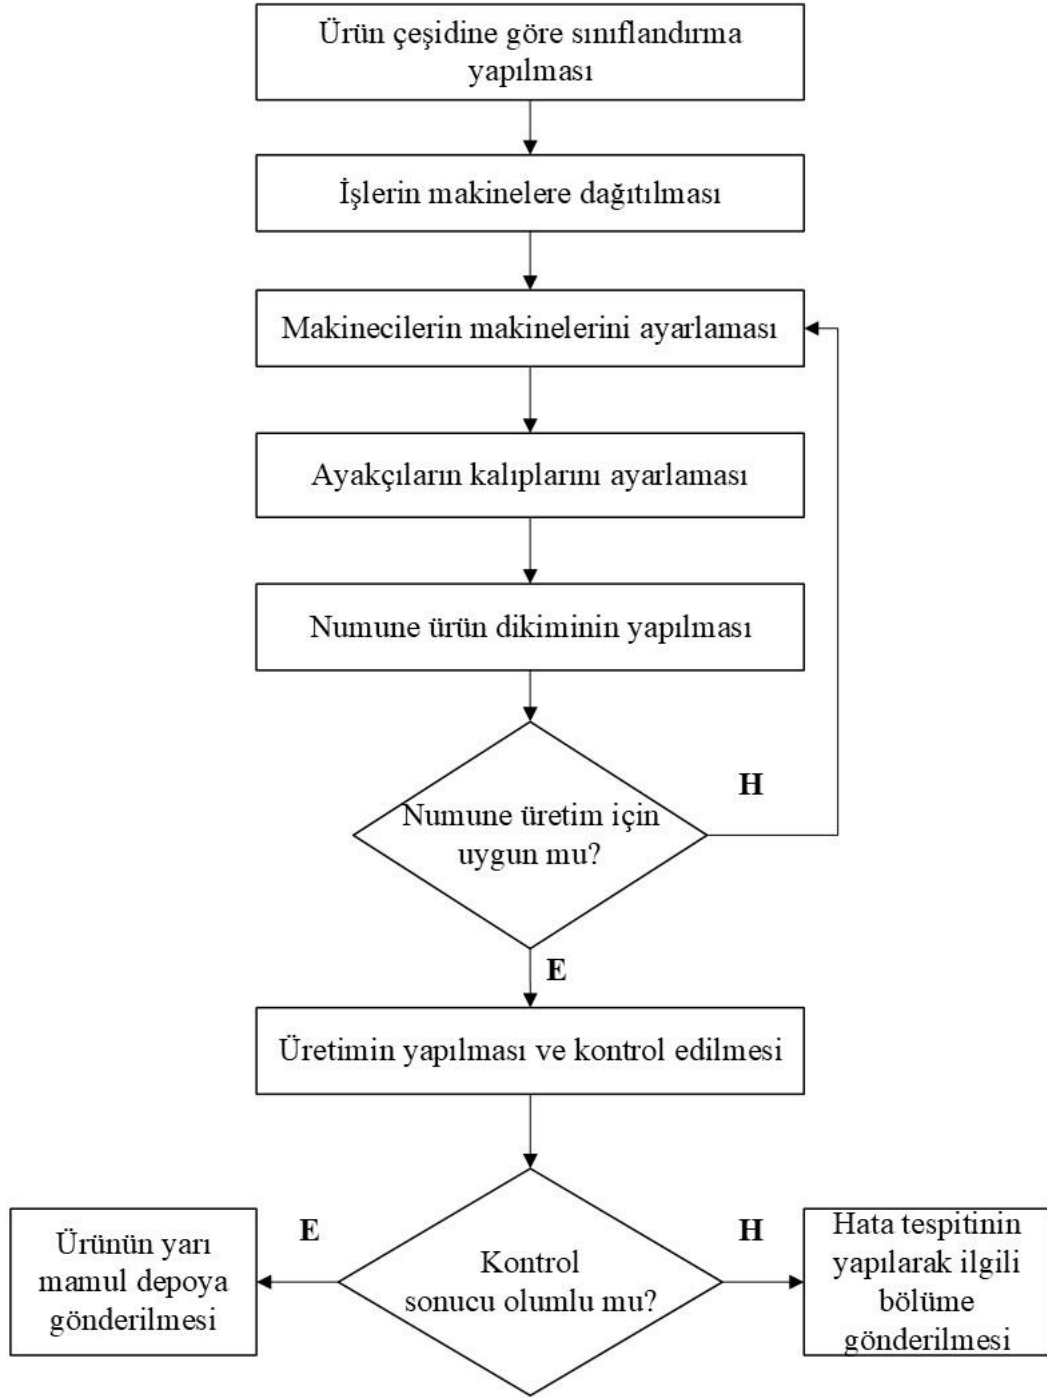 Ürün çeşidine göre sınıflandırma
yapılması
İşlerin makinelere dağıtılması
Makinecilerin makinelerini ayarlaması
Ayakçıların kalıplarını ayarlaması
Numune ürün dikiminin yapılması
H
Numune üretim için
uygun mu?
E
Üretimin yapılması ve kontrol edilmesi
E
Ürünün yarı
mamul depoya
gönderilmesi
Kontrol
sonucu olumlu mu?
H
Hata tespitinin
yapılarak ilgili
bölüme
gönderilmesi